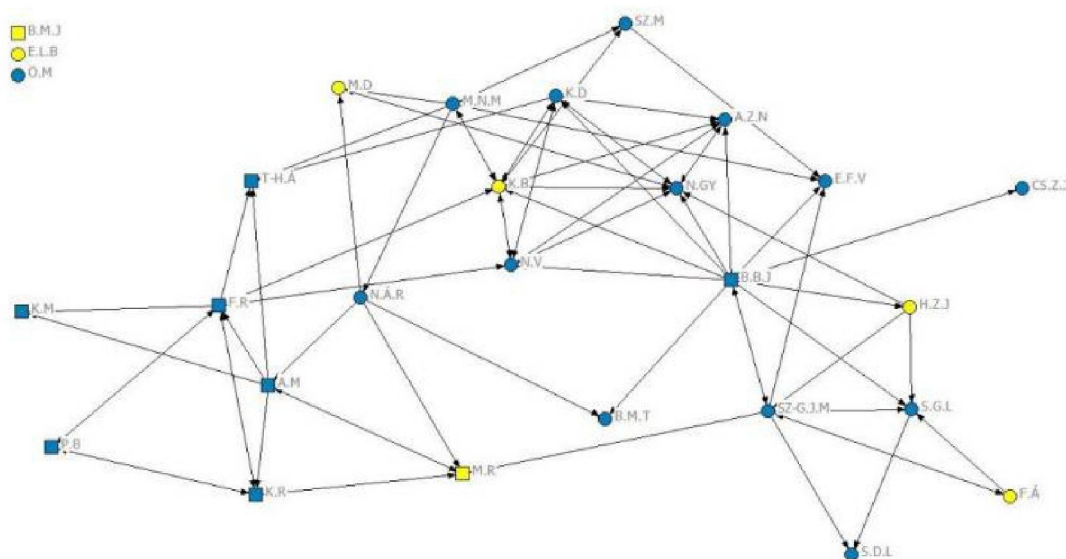 B.M.J
E.L.B
O.M
SZ.M
M.D
M.N.M
K.D
A.Z.N
T-H.Á
K.B
N.GY
E.F.V
CS.Z.J
N.V
B.B.J
K.M
F.R
N.Á.R
H.Z.J
A.M
B.M.T
SZ-G.J.M
S.G.L
P.B
M.R
K.R
F.Á
S.D.L